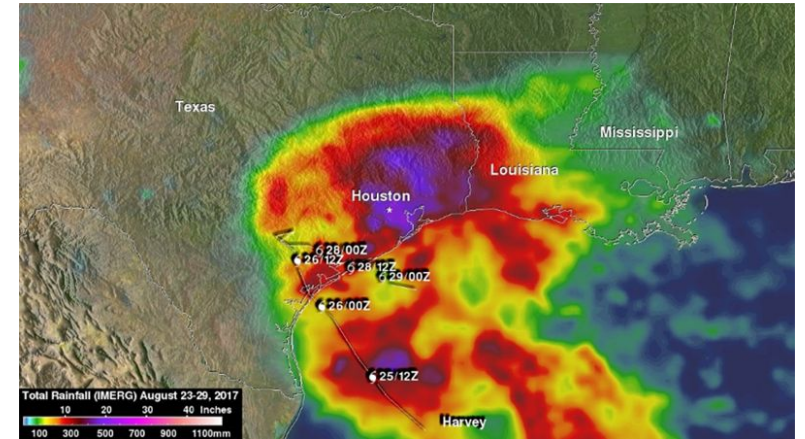 Texas
Mississippi
Louisiana
Houston
28/00Z
26/12Z
28/12Z
29/00Z
26/00Z
25/12Z
Harvey
Total Rainfall (IMERG) August 23-29, 2017
10 20 30 40 Inches
100 300 500 700 900 1100mm